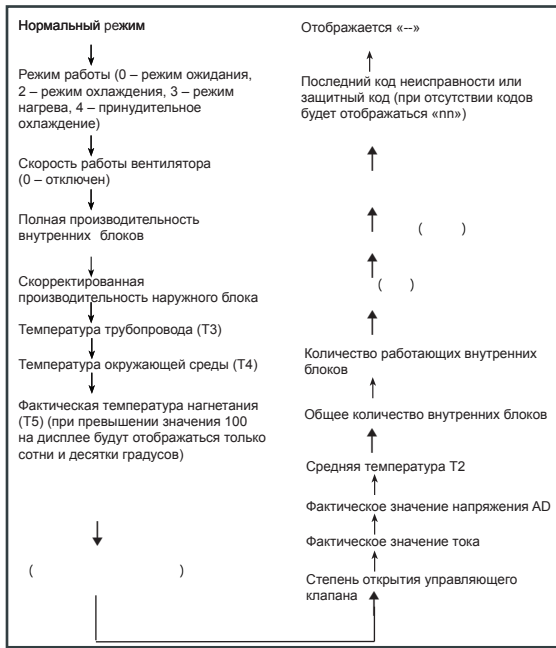 Нормальный режим
Режим работы (0 – режим ожидания,
2 – режим охлаждения, 3 – режим
нагрева, 4 – принудительное
охлаждение)
Скорость работы вентилятора
(0 – отключен)
Полная производительность
внутренних блоков
Скорректированная
производительность наружного блока
Температура трубопровода (T3)
Температура окружающей среды (T4)
Фактическая температура нагнетания
(T5) (при превышении значения 100
на дисплее будут отображаться только
сотни и десятки градусов)
( )
Отображается «--»
Последний код неисправности или
защитный код (при отсутствии кодов
будет отображаться «nn»)
( )
( )
Количество работающих внутренних
блоков
Общее количество внутренних блоков
Средняя температура T2
Фактическое значение напряжения AD
Фактическое значение тока
Степень открытия управляющего
клапана